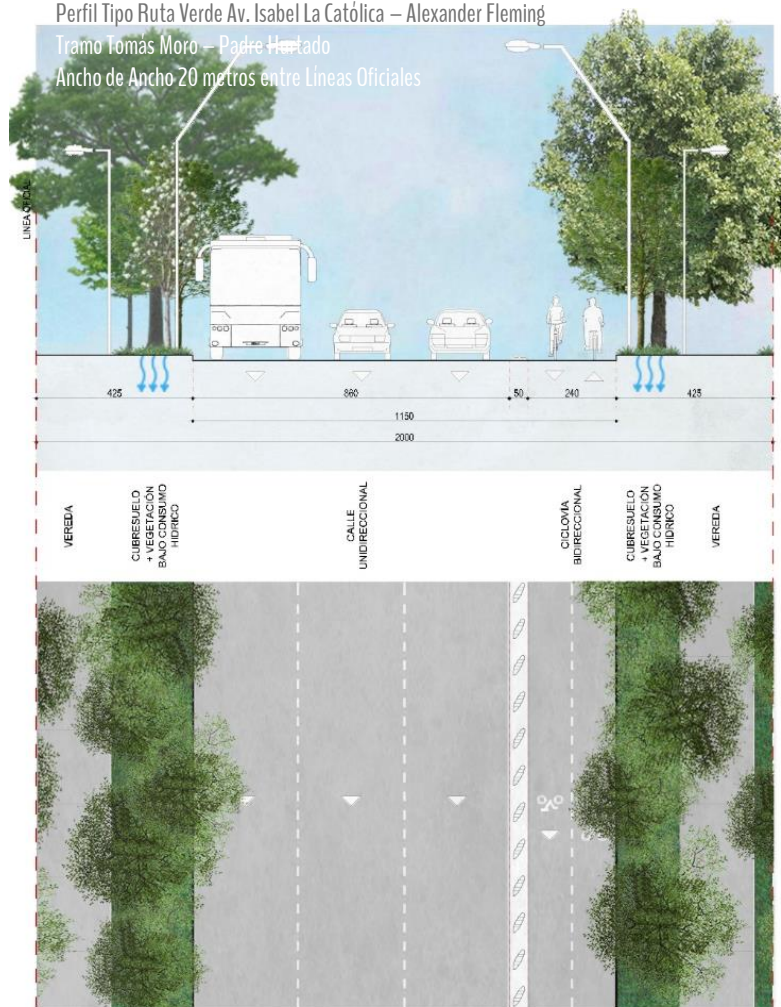 Perfil Tipo Ruta Verde Av. Isabel La Católica – Alexander Fleming
Tramo Tomás Moro – Padre Hurtado
Ancho de Ancho 20 metros entre Líneas Oficiales
LINEA OFICIAL
425
860
50
240
425
1150
2000
VEREDA
CUBRESUELO
+ VEGETACIÓN
BAJO CONSUMO
HIDRICO
CALLE
UNIDIRECCIONAL
CICLOVIA
BIDIRECCIONAL
CUBRESUELO
+ VEGETACIÓN
BAJO CONSUMO
HIDRICO
VEREDA